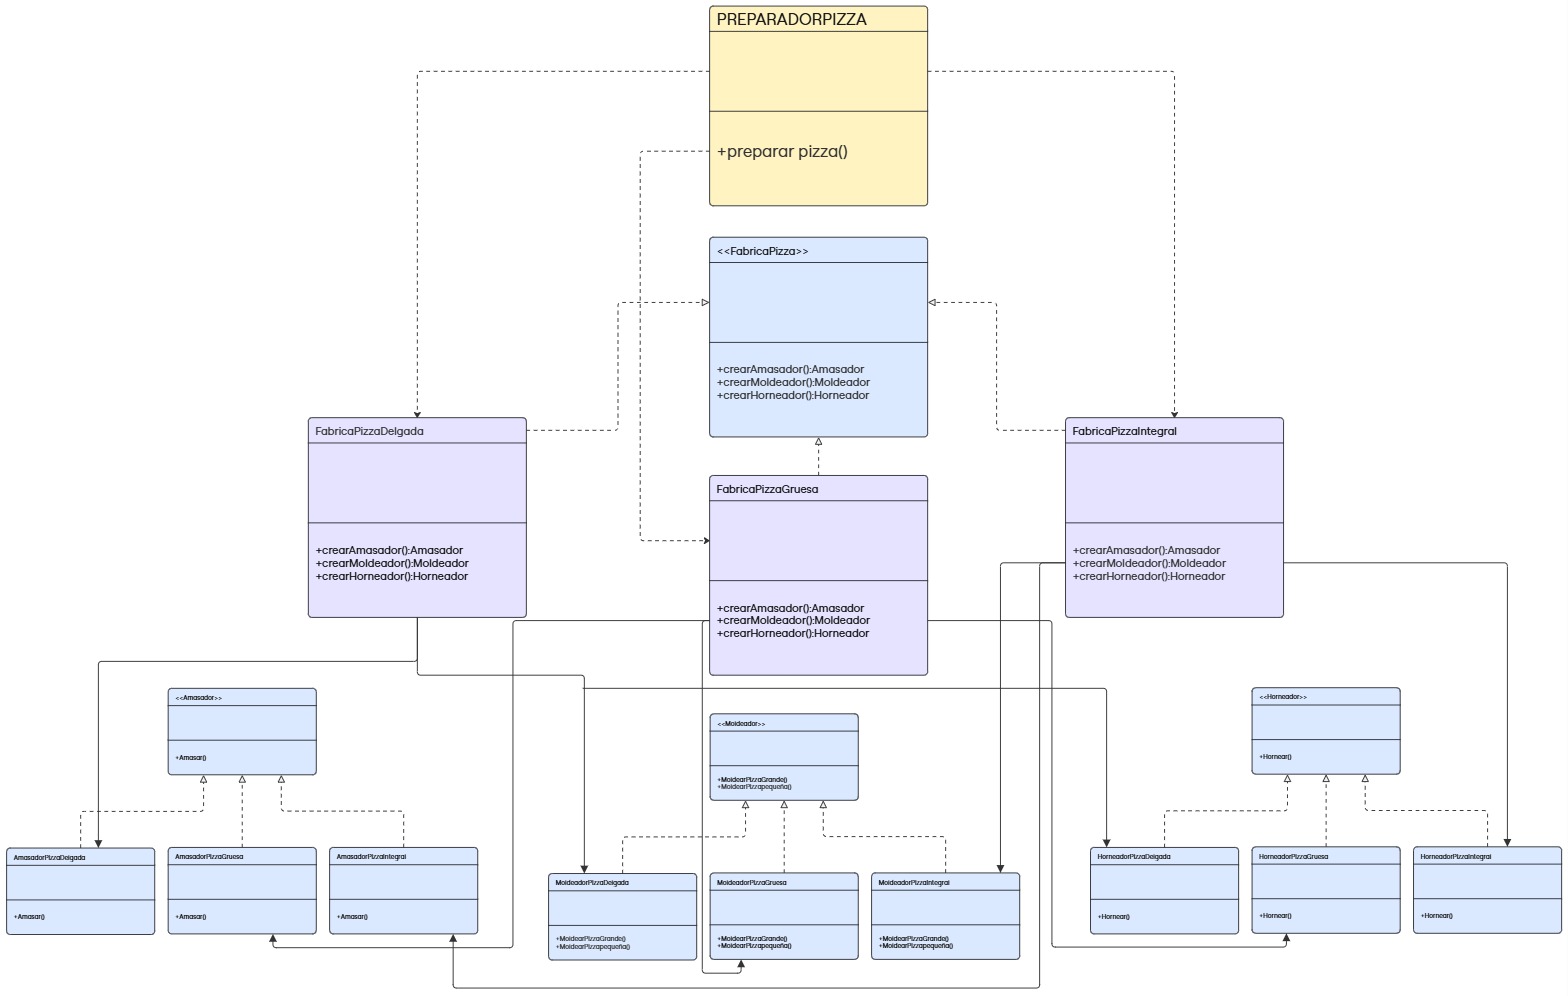 PREPARADORPIZZA
+preparar pizza()
<<FabricaPizza>>
+crearAmasador():Amasador
+crearMoldeador():Moldeador
+crearHorneador():Horneador
FabricaPizzaDelgada
+crearAmasador():Amasador
+crearMoldeador():Moldeador
+crearHorneador():Horneador
FabricaPizzaGruesa
+crearAmasador():Amasador
+crearMoldeador():Moldeador
+crearHorneador():Horneador
FabricaPizzaIntegral
+crearAmasador():Amasador
+crearMoldeador():Moldeador
+crearHorneador():Horneador
<<Amasador>>
+Amasar()
<<Moldeador>>
+MoldearPizzaGrande()
+MoldearPizzapequeña()
<<Horneador>>
+Hornear()
AmasadorPizzaDelgada
+Amasar()
AmasadorPizzaGruesa
+Amasar()
AmasadorPizzaIntegral
+Amasar()
MoldeadorPizzaDelgada
+MoldearPizzaGrande()
+MoldearPizzapequeña()
MoldeadorPizzaGruesa
+MoldearPizzaGrande()
+MoldearPizzapequeña()
MoldeadorPizzaIntegral
+MoldearPizzaGrande()
+MoldearPizzapequeña()
HorneadorPizzaDelgada
+Hornear()
HorneadorPizzaGruesa
+Hornear()
HorneadorPizzaIntegral
+Hornear()